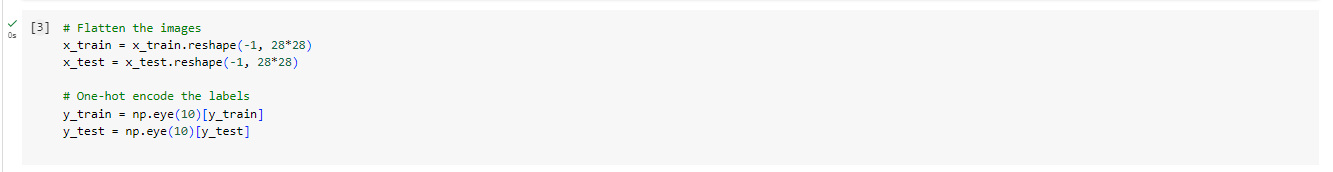 [3] # Flatten the images
x_train = x_train.reshape(-1, 28*28)
x_test = x_test.reshape(-1, 28*28)
# One-hot encode the labels
y_train = np.eye(10)[y_train]
y_test = np.eye(10)[y_test]
0s